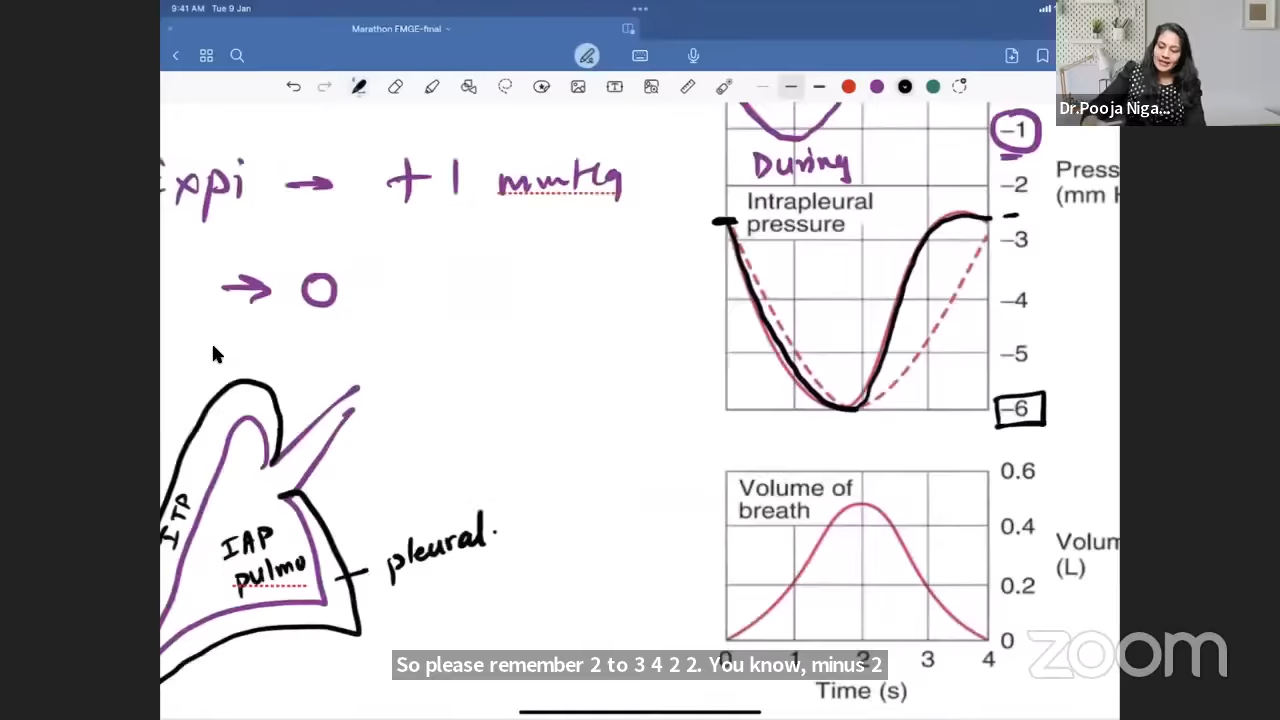 9:41 AM Tue 9 Jan
Marathon FMGE-final
Dr.Pooja Niga...
Expi → +1 mmHg
→ 0
ITP
IAP
pulmo
pleural.
During
Intrapleural
pressure
−1
−2
−3
−4
−5
−6
Press
(mm H
Volume of
breath
0.6
0.4
0.2
0
Volum
(L)
0 1 2 3 4
Time (s)
So please remember 2 to 3 4 2 2. You know, minus 2
zoom